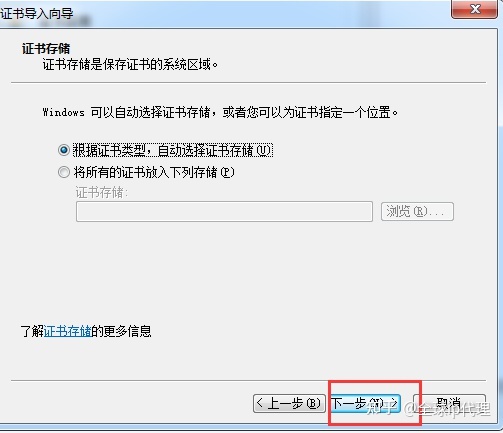 证书导入向导
证书存储
证书存储是保存证书的系统区域。
Windows 可以自动选择证书存储，或者您可以为证书指定一个位置。
根据证书类型，自动选择证书存储(U)
将所有的证书放入下列存储(P)
证书存储:
浏览(R)...
了解证书存储的更多信息
< 上一步(B) 下一步(N) > 取消
知乎 @全球ip代理